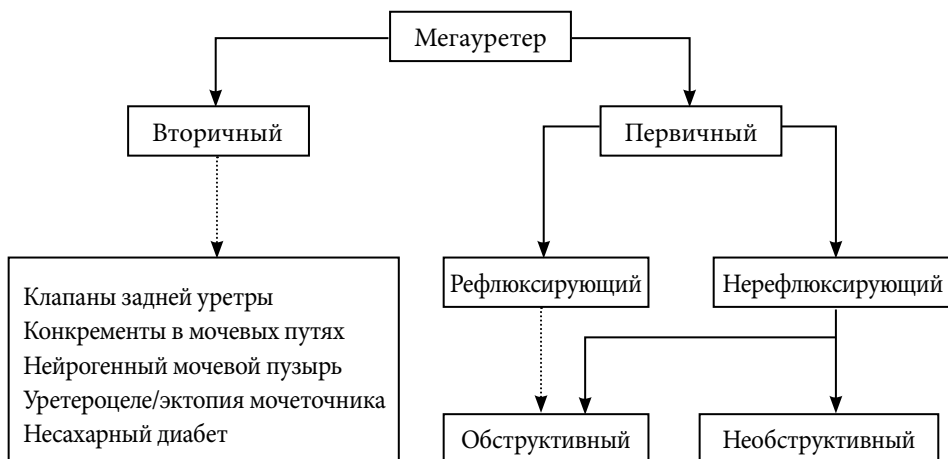 Мегауретер
Вторичный
Первичный
Клапаны задней уретры
Конкременты в мочевых путях
Нейрогенный мочевой пузырь
Уретероцеле/эктопия мочеточника
Несахарный диабет
Рефлюксирующий
Нерефлюксирующий
Обструктивный
Необструктивный